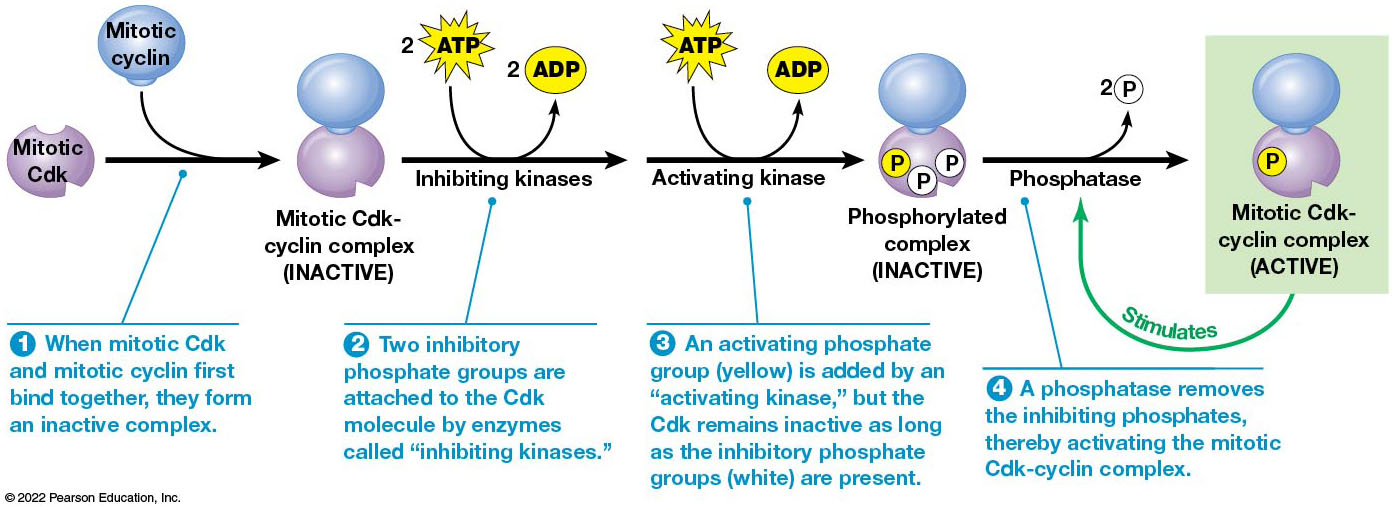 Mitotic
cyclin
2 ATP
2 ADP
ATP
ADP
2 P
Mitotic
Cdk
P
P
P
P
Inhibiting kinases
Activating kinase
Phosphatase
Mitotic Cdk-
cyclin complex
(INACTIVE)
Phosphorylated
complex
(INACTIVE)
Mitotic Cdk-
cyclin complex
(ACTIVE)
Stimulates
1 When mitotic Cdk
and mitotic cyclin first
bind together, they form
an inactive complex.
2 Two inhibitory
phosphate groups are
attached to the Cdk
molecule by enzymes
called “inhibiting kinases.”
3 An activating phosphate
group (yellow) is added by an
“activating kinase,” but the
Cdk remains inactive as long
as the inhibitory phosphate
groups (white) are present.
4 A phosphatase removes
the inhibiting phosphates,
thereby activating the mitotic
Cdk-cyclin complex.
© 2022 Pearson Education, Inc.